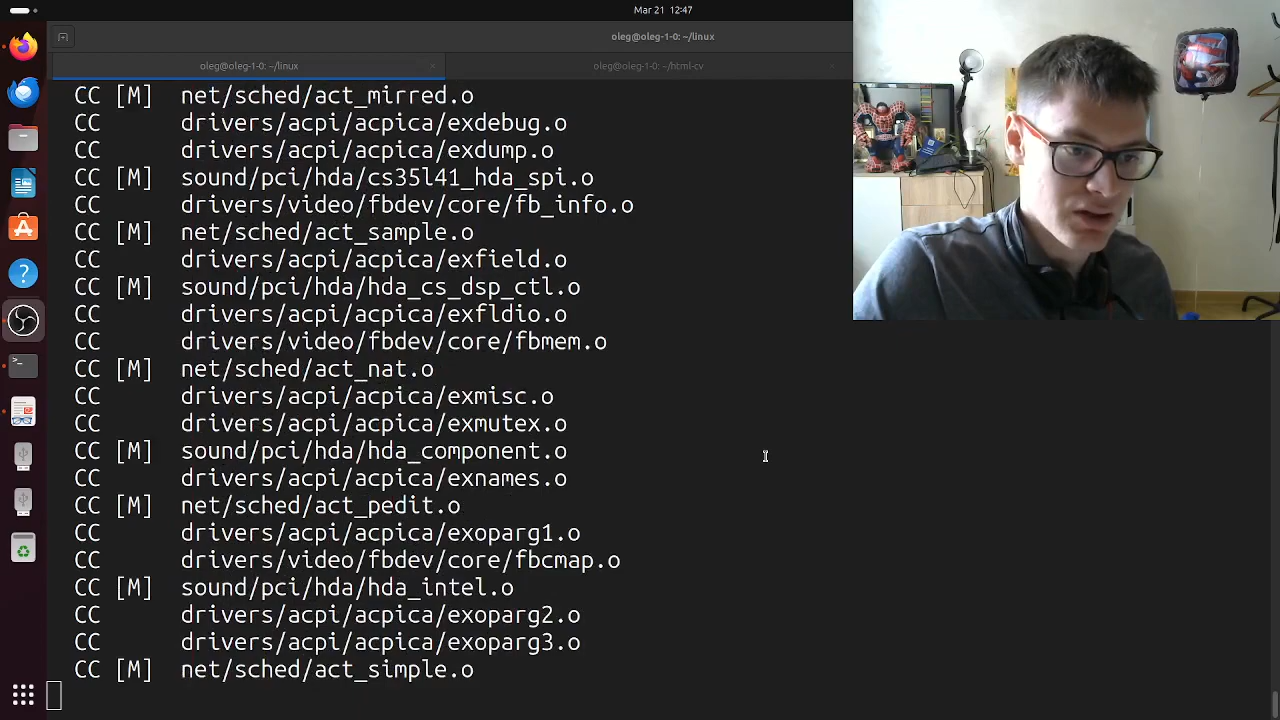 Mar 21 12:47
oleg@oleg-1-0: ~/linux
oleg@oleg-1-0: ~/linux
oleg@oleg-1-0: ~/html-cv
CC [M] net/sched/act_mirred.o
CC drivers/acpi/acpica/exdebug.o
CC drivers/acpi/acpica/exdump.o
CC [M] sound/pci/hda/cs35l41_hda_spi.o
CC drivers/video/fbdev/core/fb_info.o
CC [M] net/sched/act_sample.o
CC drivers/acpi/acpica/exfield.o
CC [M] sound/pci/hda/hda_cs_dsp_ctl.o
CC drivers/acpi/acpica/exfldio.o
CC drivers/video/fbdev/core/fbmem.o
CC [M] net/sched/act_nat.o
CC drivers/acpi/acpica/exmisc.o
CC drivers/acpi/acpica/exmutex.o
CC [M] sound/pci/hda/hda_component.o
CC drivers/acpi/acpica/exnames.o
CC [M] net/sched/act_pedit.o
CC drivers/acpi/acpica/exoparg1.o
CC drivers/video/fbdev/core/fbcmap.o
CC [M] sound/pci/hda/hda_intel.o
CC drivers/acpi/acpica/exoparg2.o
CC drivers/acpi/acpica/exoparg3.o
CC [M] net/sched/act_simple.o